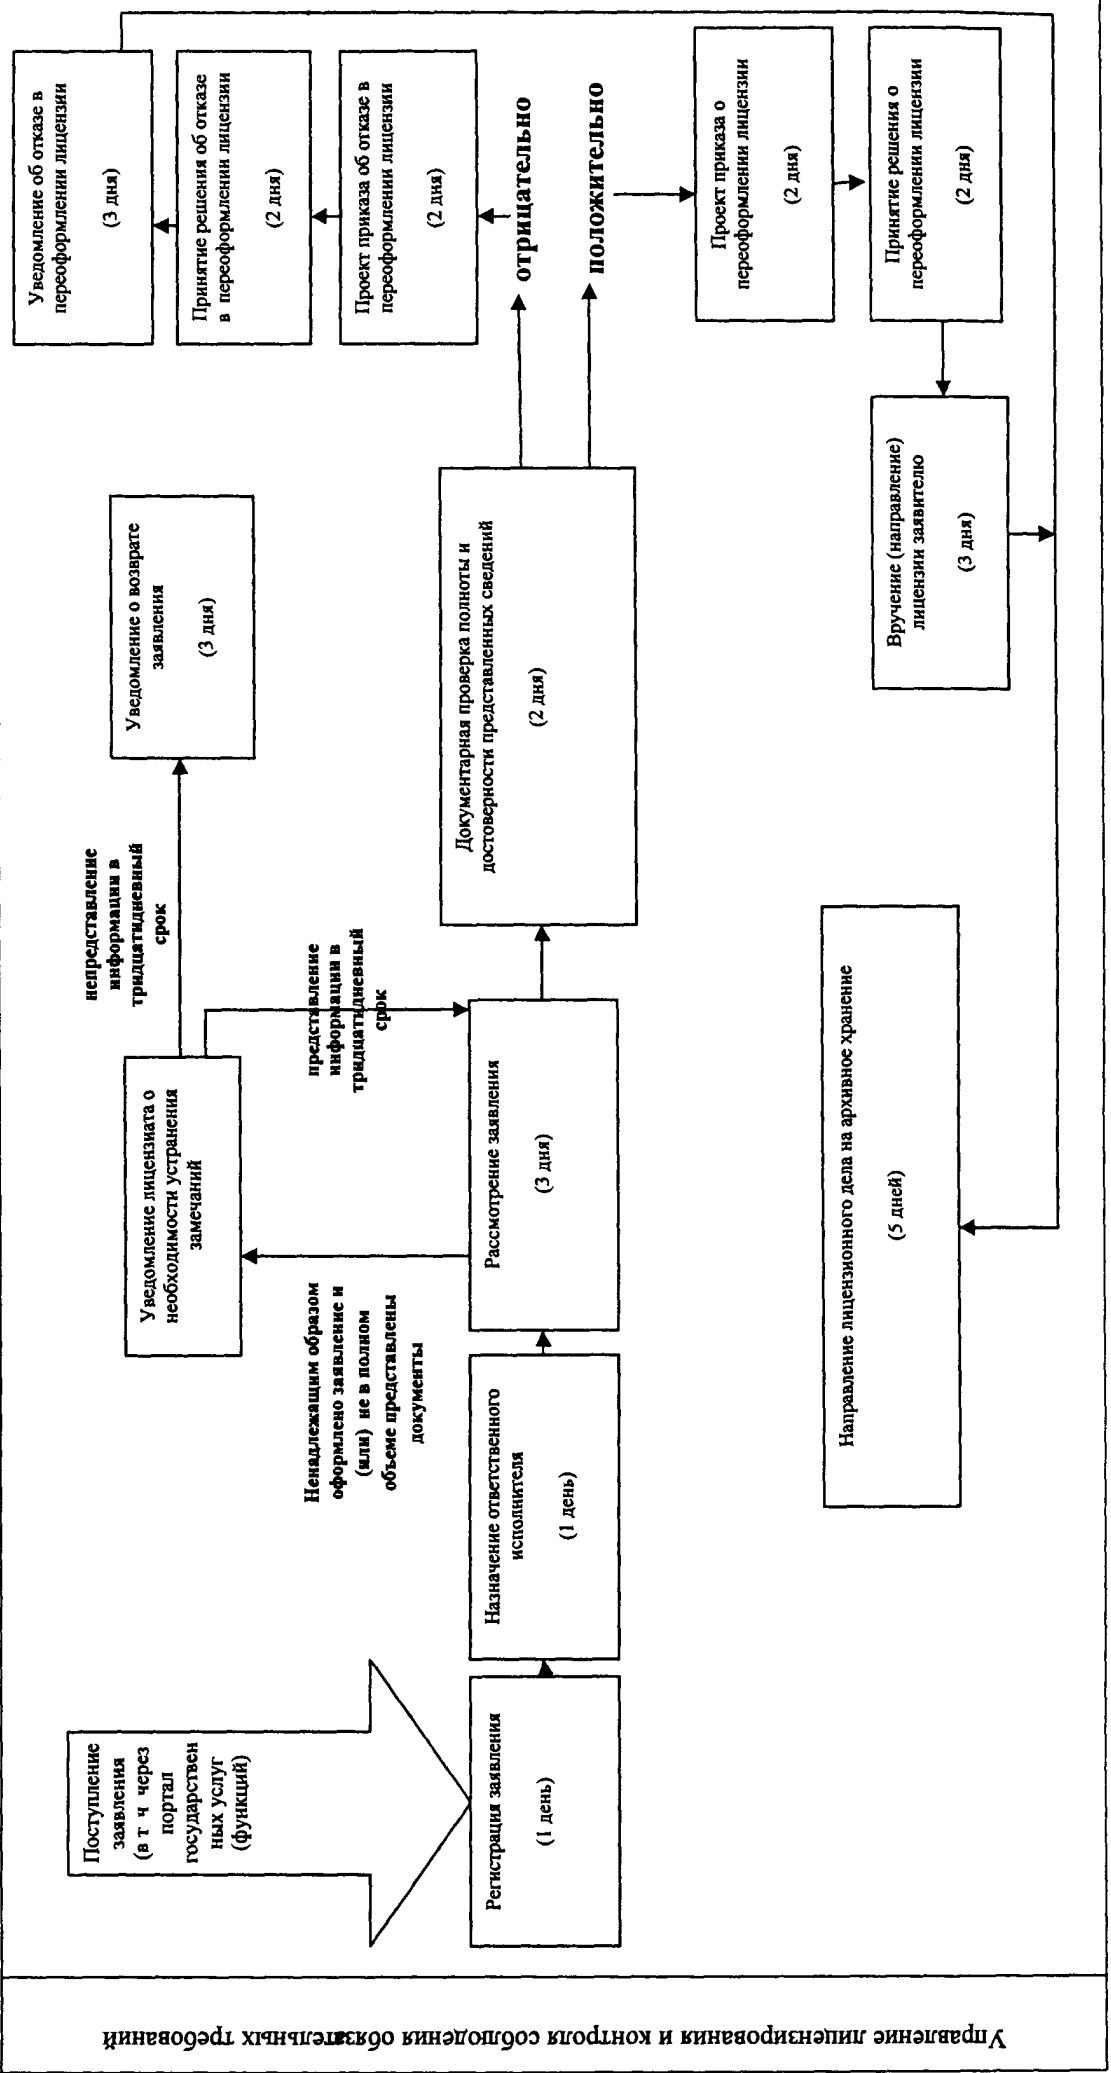 Управление лицензирования и контроля соблюдения обязательных требований
Поступление
заявления
(в т ч через
портал
государствен
ных услуг
(функций)
Регистрация заявления
(1 день)
Назначение ответственного
исполнителя
(1 день)
Рассмотрение заявления
(3 дня)
Ненадлежащим образом
оформлено заявление и
(или) не в полном
объеме представлены
документы
Уведомление лицензиата о
необходимости устранения
замечаний
представление
информации в
тридцатидневный
срок
непредставление
информации в
тридцатидневный
срок
Уведомление о возврате
заявления
(3 дня)
Документарная проверка полноты и
достоверности представленных сведений
(2 дня)
отрицательно
положительно
Проект приказа об отказе в
переоформлении лицензии
(2 дня)
Принятие решения об отказе
в переоформлении лицензии
(2 дня)
Уведомление об отказе в
переоформлении лицензии
(3 дня)
Проект приказа о
переоформлении лицензии
(2 дня)
Принятие решения о
переоформлении лицензии
(2 дня)
Вручение (направление)
лицензии заявителю
(3 дня)
Направление лицензионного дела на архивное хранение
(5 дней)